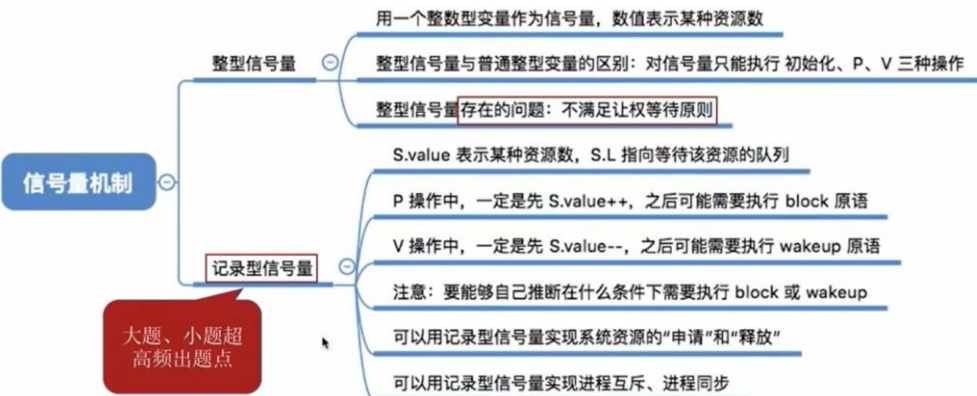 用一个整数型变量作为信号量，数值表示某种资源数
整型信号量
整型信号量与普通整型变量的区别：对信号量只能执行 初始化、P、V 三种操作
整型信号量存在的问题：不满足让权等待原则
信号量机制
S.value 表示某种资源数，S.L 指向等待该资源的队列
P 操作中，一定是先 S.value++，之后可能需要执行 block 原语
V 操作中，一定是先 S.value--，之后可能需要执行 wakeup 原语
记录型信号量
注意：要能够自己推断在什么条件下需要执行 block 或 wakeup
可以用记录型信号量实现系统资源的“申请”和“释放”
可以用记录型信号量实现进程互斥、进程同步
大题、小题超
高频出题点